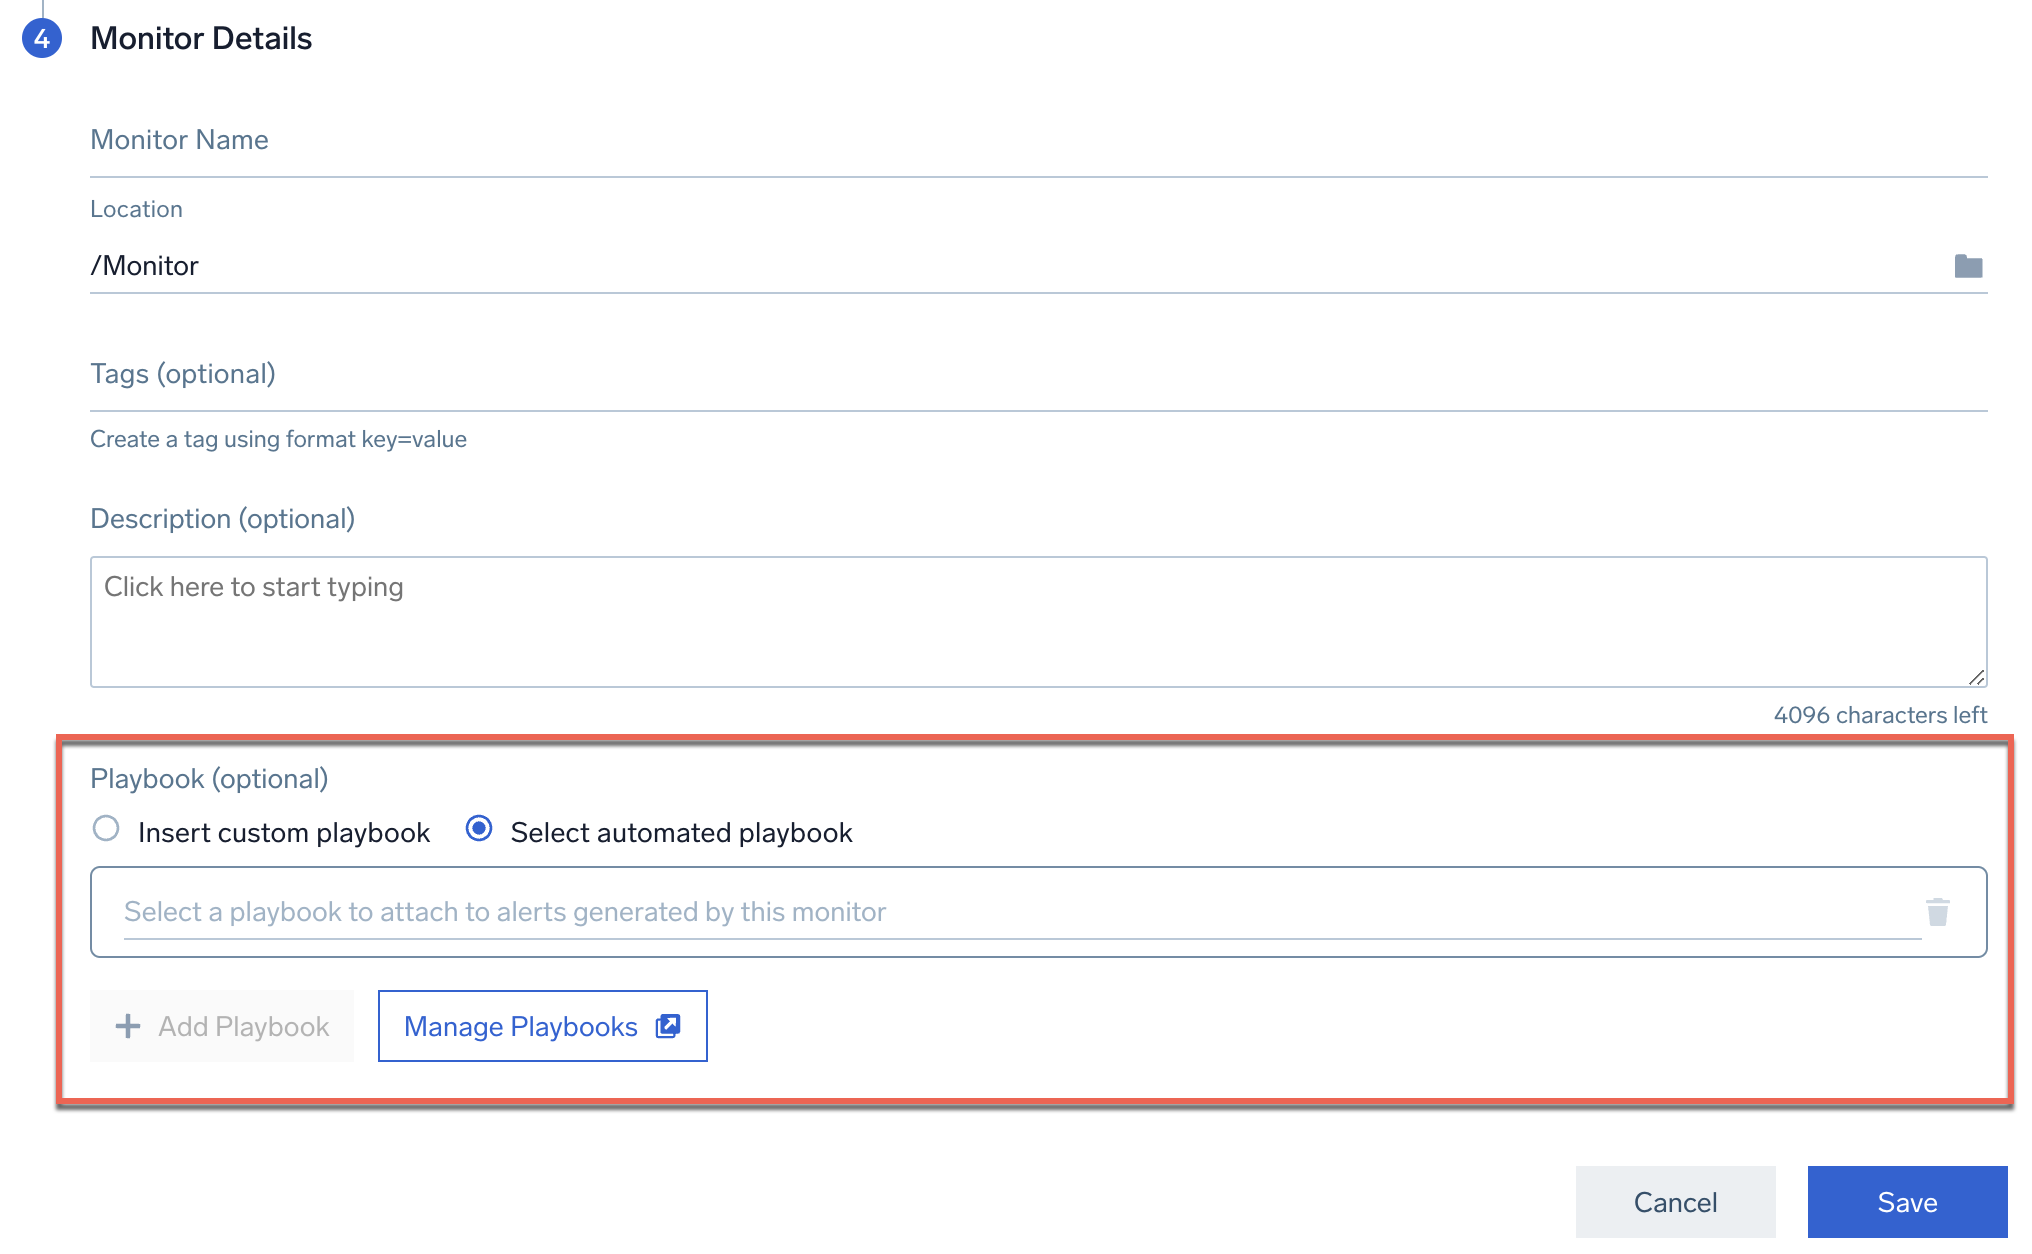 4 Monitor Details
Monitor Name
Location
/Monitor
Tags (optional)
Create a tag using format key=value
Description (optional)
Click here to start typing
4096 characters left
Playbook (optional)
Insert custom playbook Select automated playbook
Select a playbook to attach to alerts generated by this monitor
Add Playbook Manage Playbooks
Cancel Save